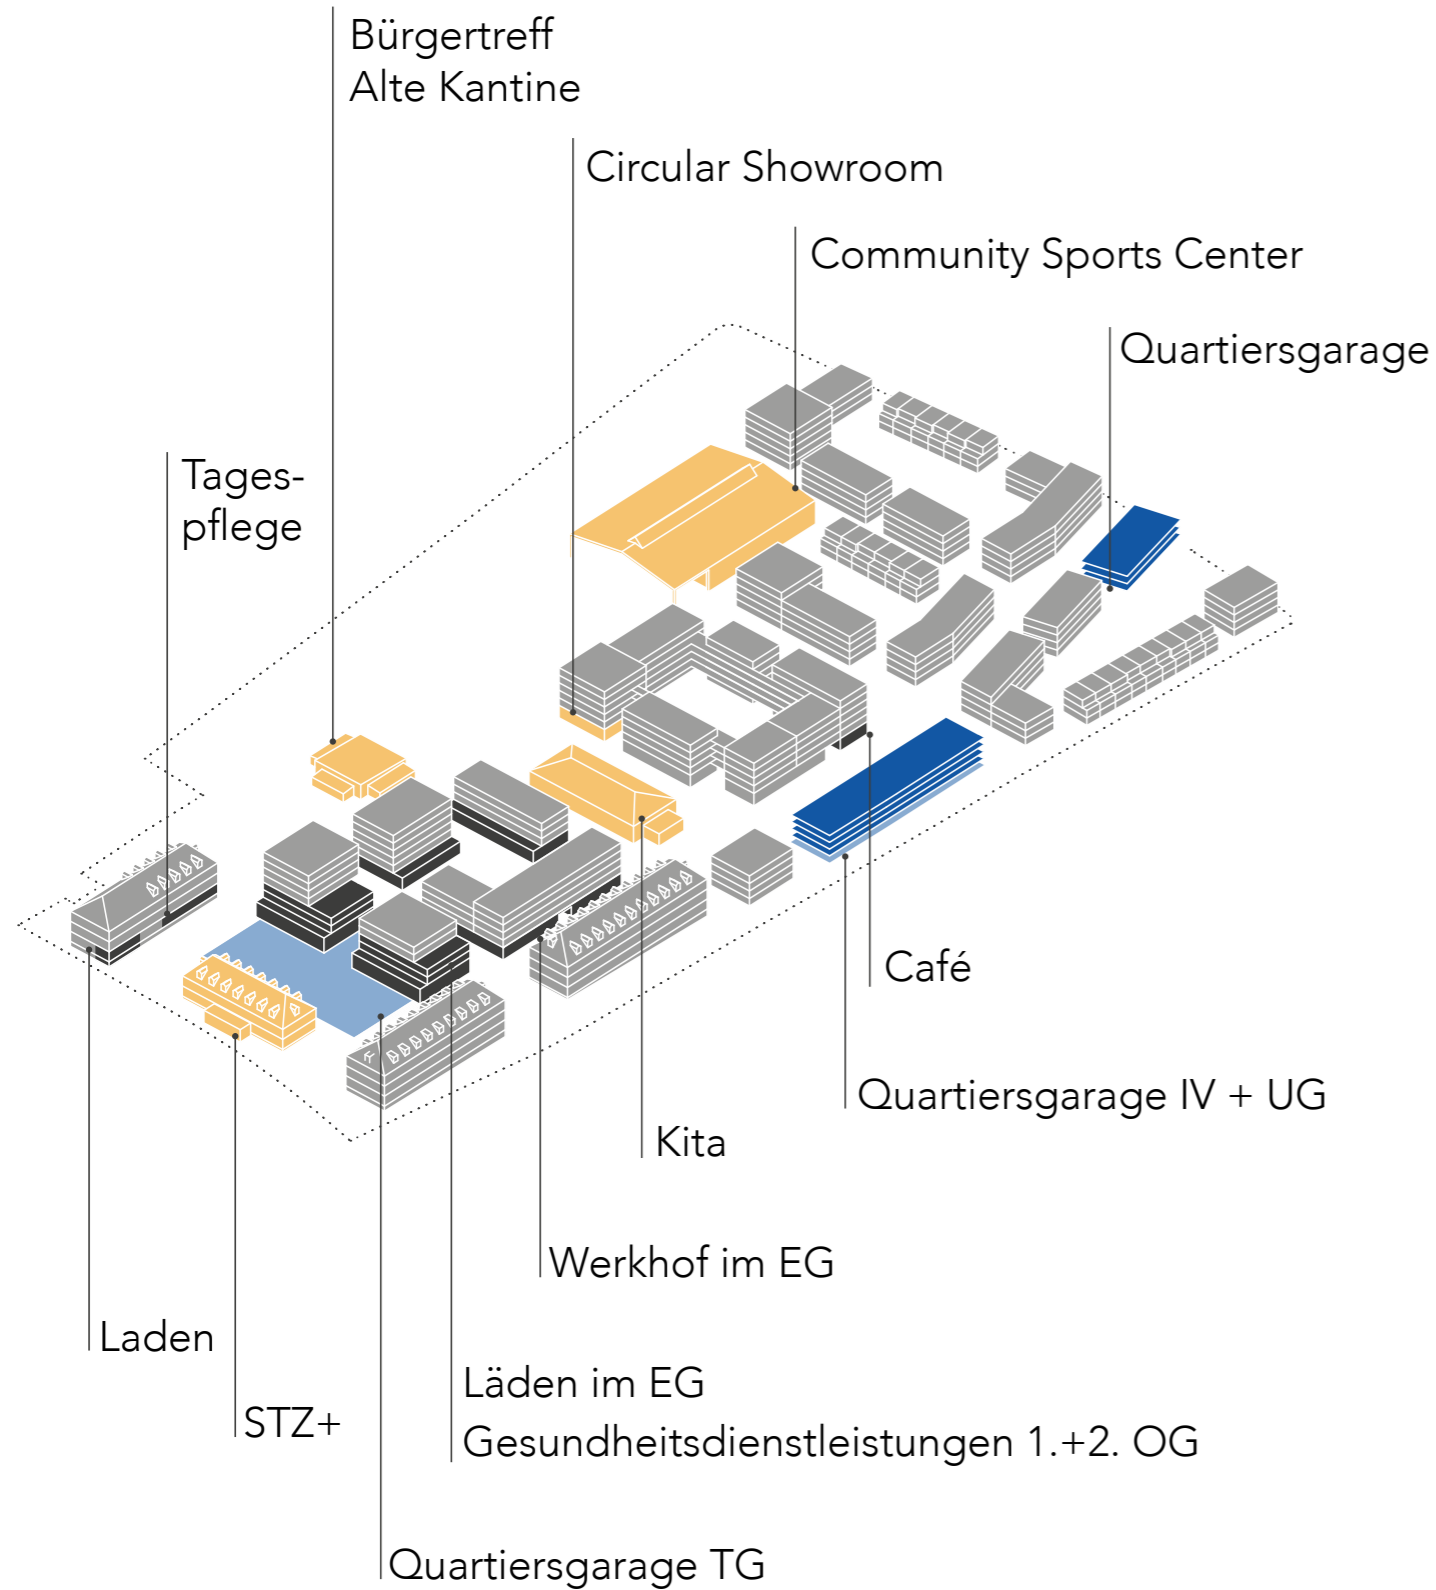 Bürgertreff
Alte Kantine
Circular Showroom
Community Sports Center
Quartiersgarage
Tages-
pflege
Café
Quartiersgarage IV + UG
Kita
Werkhof im EG
Laden
Läden im EG
STZ+
Gesundheitsdienstleistungen 1.+2. OG
Quartiersgarage TG